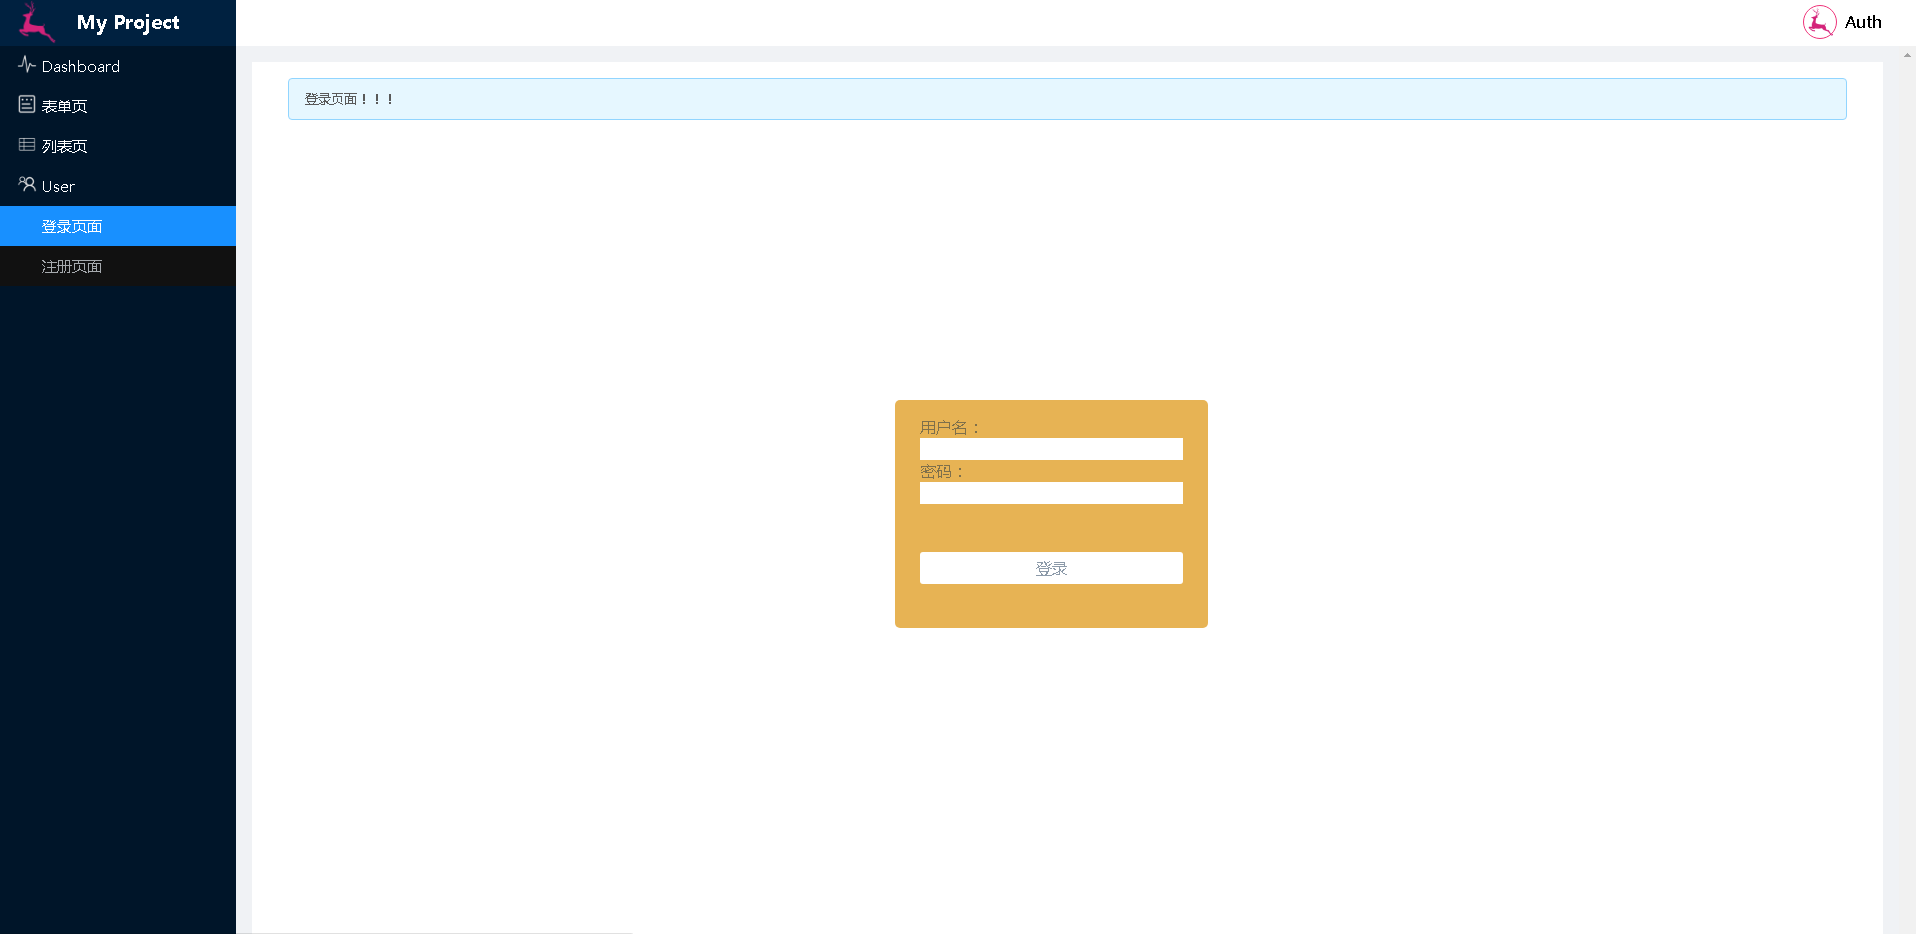 My Project
Auth
Dashboard
表单页
列表页
User
登录页面
注册页面
登录页面！！！
用户名：
密码：
登录